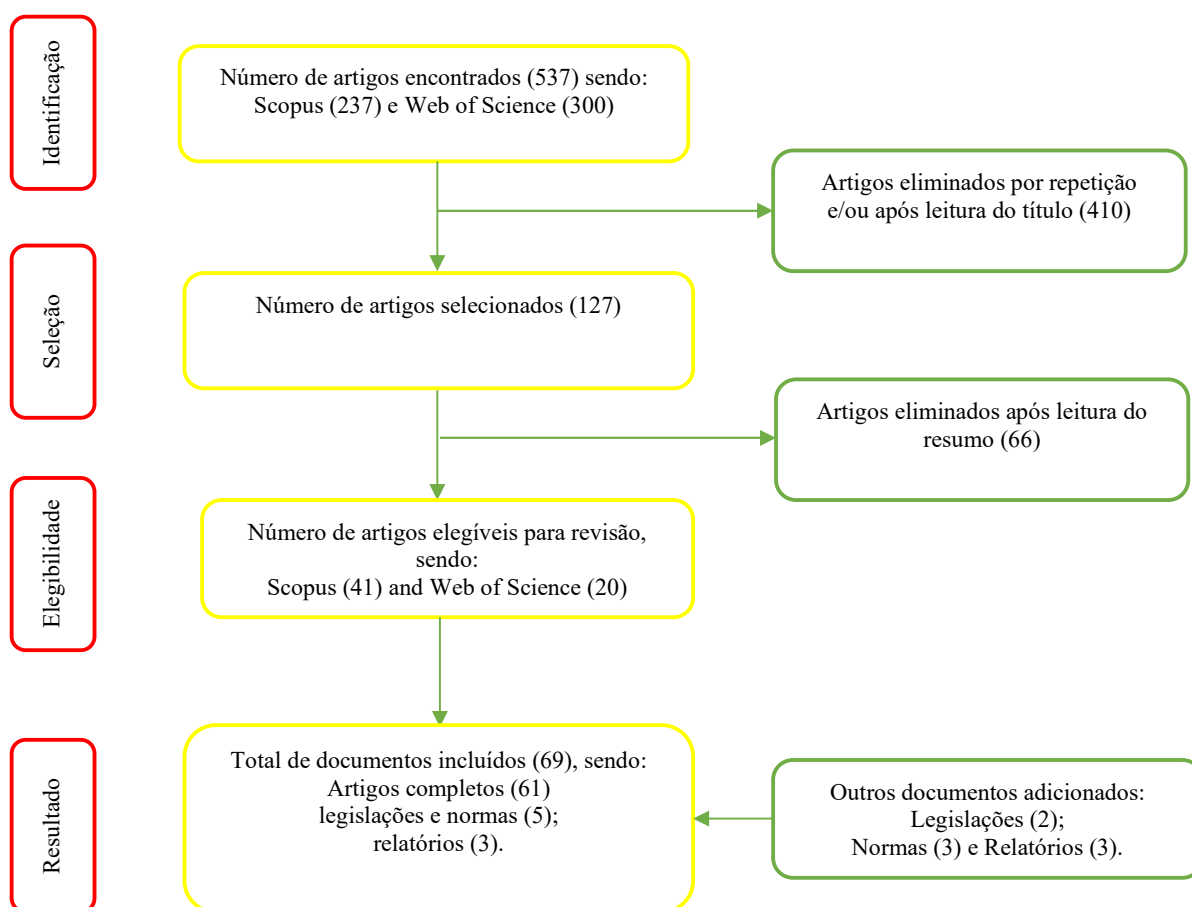 Identificação
Número de artigos encontrados (537) sendo:
Scopus (237) e Web of Science (300)
Artigos eliminados por repetição
e/ou após leitura do título (410)
Seleção
Número de artigos selecionados (127)
Artigos eliminados após leitura do
resumo (66)
Elegibilidade
Número de artigos elegíveis para revisão,
sendo:
Scopus (41) and Web of Science (20)
Resultado
Total de documentos incluídos (69), sendo:
Artigos completos (61)
legislações e normas (5);
relatórios (3).
Outros documentos adicionados:
Legislações (2);
Normas (3) e Relatórios (3).